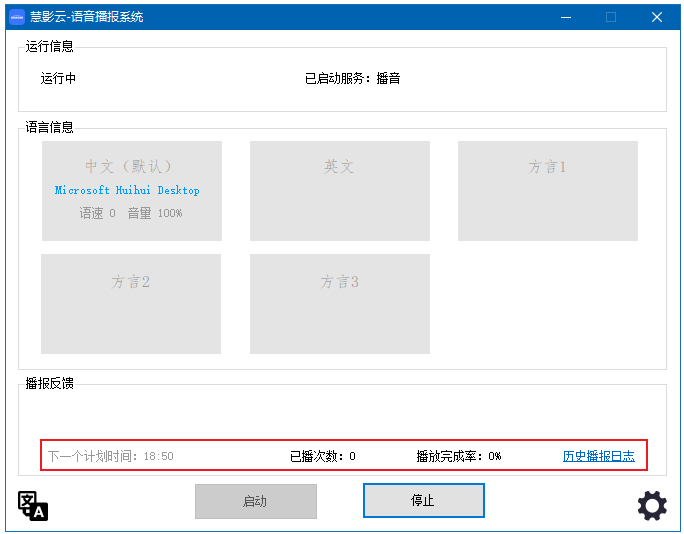 慧影云-语音播报系统
运行信息
运行中 已启动服务：播音
语言信息
中文（默认） 英文 方言1
Microsoft Huihui Desktop
语速 0 音量 100%
方言2 方言3
播报反馈
下一个计划时间：18:50 已播次数：0 播放完成率：0% 历史播报日志
启动 停止